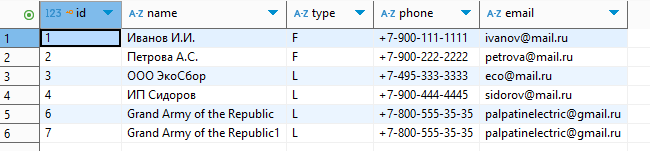 123 id A-Z name A-Z type A-Z phone A-Z email
1 1 Иванов И.И. F +7-900-111-1111 ivanov@mail.ru
2 2 Петрова А.С. F +7-900-222-2222 petrova@mail.ru
3 3 ООО ЭкоСбор L +7-495-333-3333 eco@mail.ru
4 4 ИП Сидоров L +7-900-444-4445 sidorov@mail.ru
5 6 Grand Army of the Republic L +7-800-555-35-35 palpatinelectric@gmail.ru
6 7 Grand Army of the Republic1 L +7-800-555-35-35 palpatinelectric@gmail.ru